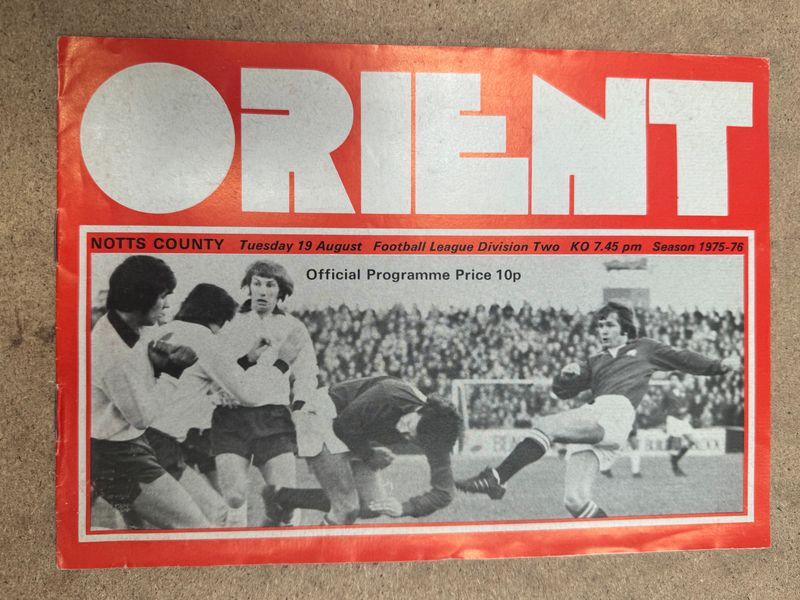 ORIENT
NOTTS COUNTY Tuesday 19 August Football League Division Two KO 7.45 pm Season 1975-76
Official Programme Price 10p